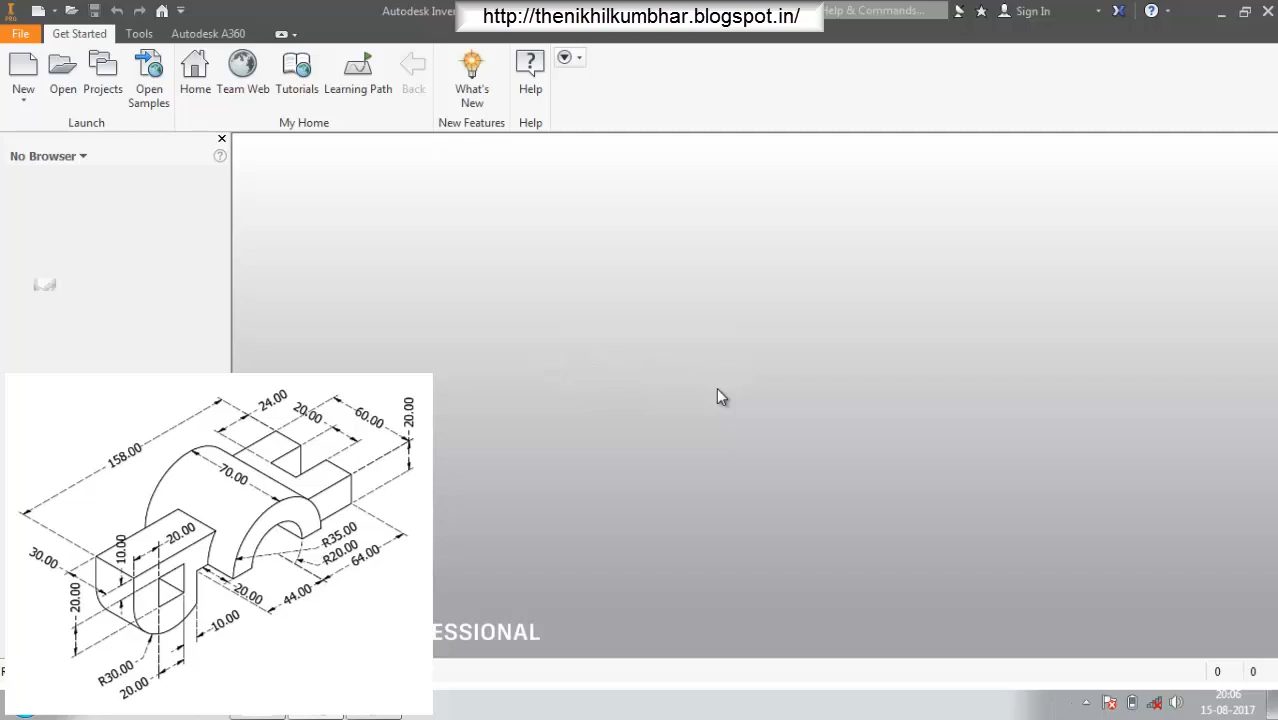 http://thenikhilkumbhar.blogspot.in/
Autodesk Inve
Help & Commands...
Sign In
PRO
File
Get Started
Tools
Autodesk A360
New
Open
Projects
Open
Samples
Home
Team Web
Tutorials
Learning Path
Back
What's
New
Help
Launch
My Home
New Features
Help
No Browser
24.00
20.00
60.00
20.00
158.00
70.00
30.00
10.00
20.00
20.00
R35.00
R20.00
64.00
20.00
44.00
10.00
R30.00
20.00
ESSIONAL
0
0
20:06
15-08-2017